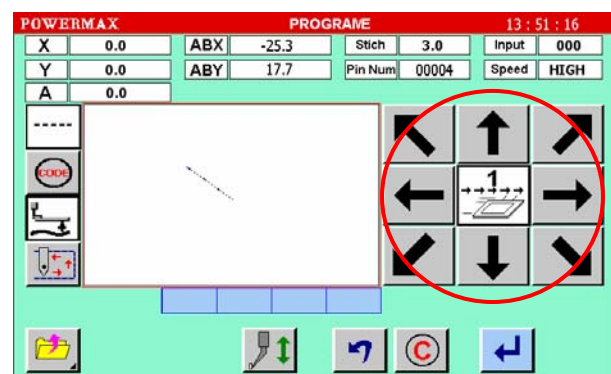 POWERMAX PROGRAME 13 : 51 : 16
X 0.0 ABX -25.3 Stich 3.0 Input 000
Y 0.0 ABY 17.7 Pin Num 00004 Speed HIGH
A 0.0
CODE
1
C